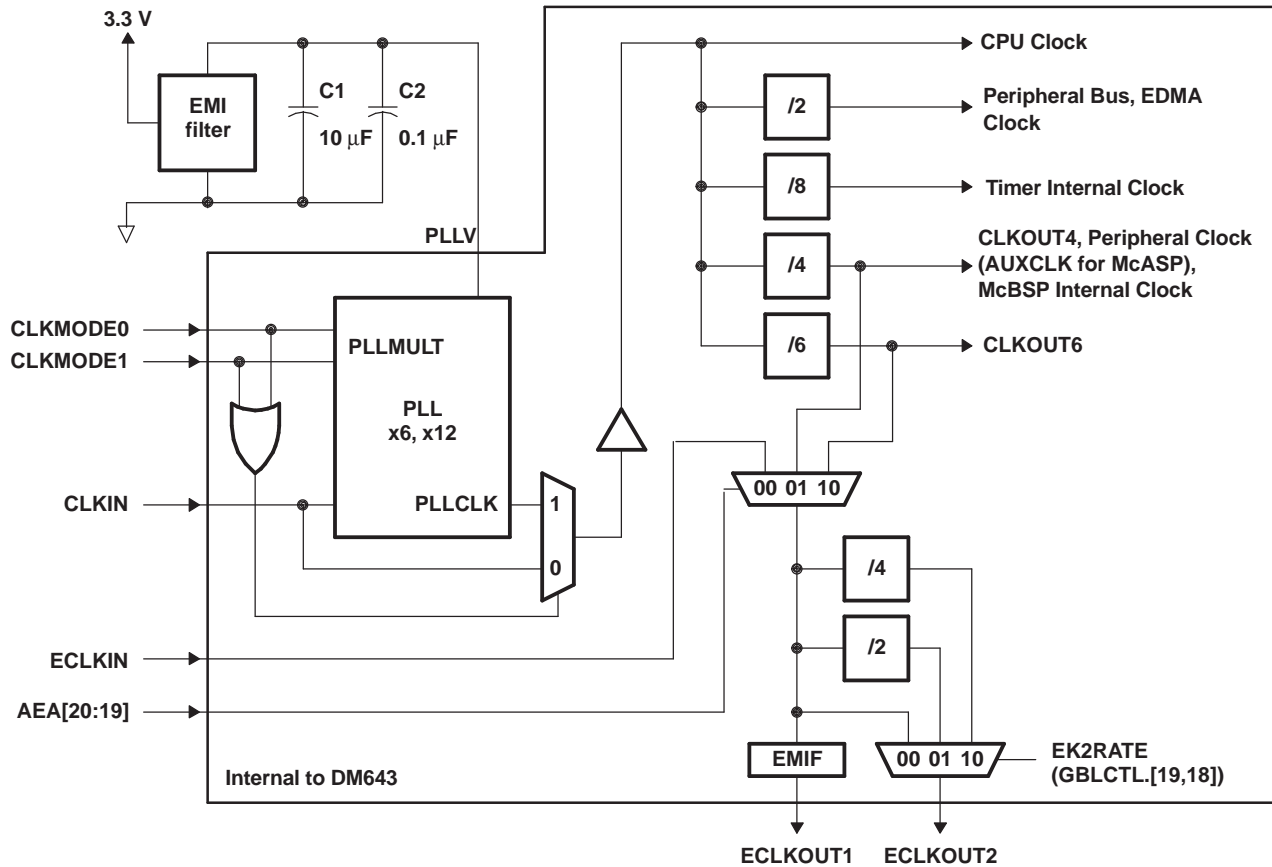 3.3 V
EMI
filter
C1
10 μF
C2
0.1 μF
PLLV
CPU Clock
/2
Peripheral Bus, EDMA
Clock
/8
Timer Internal Clock
/4
CLKOUT4, Peripheral Clock
(AUXCLK for McASP),
McBSP Internal Clock
/6
CLKOUT6
CLKMODE0
CLKMODE1
PLLMULT
PLL
x6, x12
CLKIN
PLLCLK
1
0
00 01 10
/4
/2
ECLKIN
AEA[20:19]
EMIF
00 01 10
EK2RATE
(GBLCTL.[19,18])
Internal to DM643
ECLKOUT1
ECLKOUT2